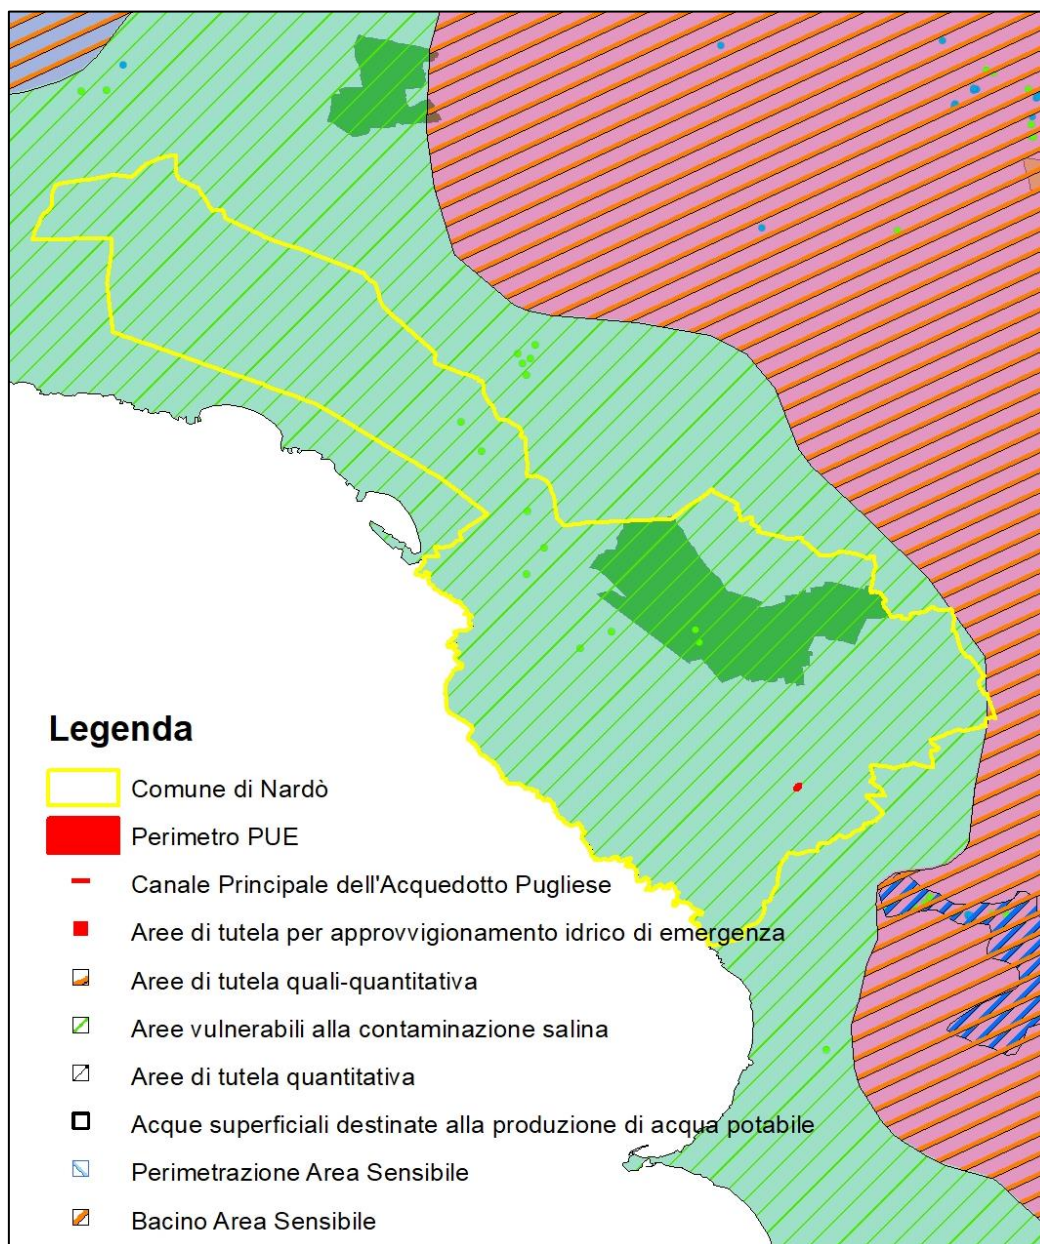 Legenda
Comune di Nardò
Perimetro PUE
Canale Principale dell'Acquedotto Pugliese
Aree di tutela per approvvigionamento idrico di emergenza
Aree di tutela quali-quantitativa
Aree vulnerabili alla contaminazione salina
Aree di tutela quantitativa
Acque superficiali destinate alla produzione di acqua potabile
Perimetrazione Area Sensibile
Bacino Area Sensibile